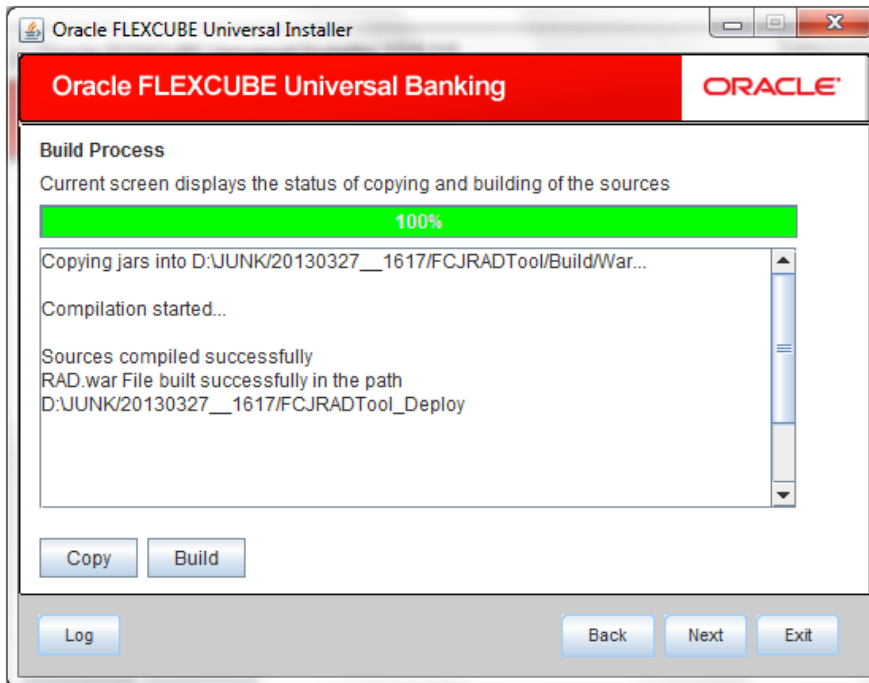 Oracle FLEXCUBE Universal Installer
Oracle FLEXCUBE Universal Banking
ORACLE
Build Process
Current screen displays the status of copying and building of the sources
100%
Copying jars into D:\JUNK/20130327__1617/FCJRADTool/Build/War...
Compilation started...
Sources compiled successfully
RAD.war File built successfully in the path
D:\JUNK/20130327__1617/FCJRADTool_Deploy
Copy Build
Log Back Next Exit